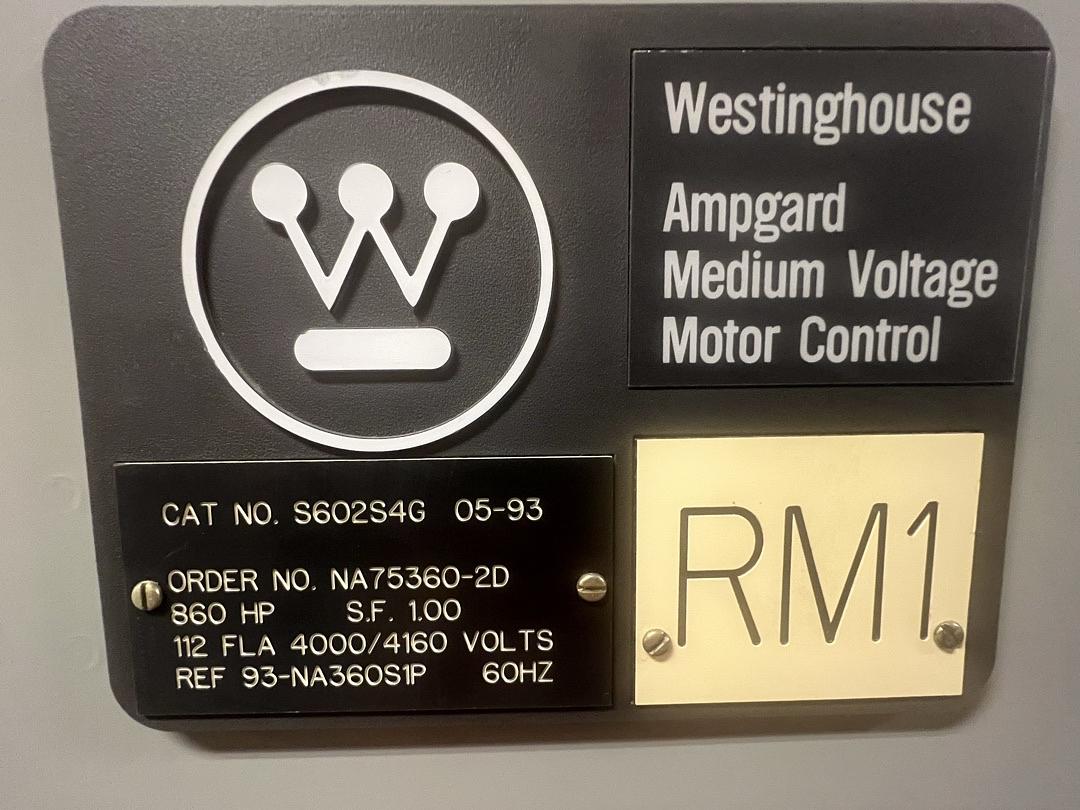 W
Westinghouse
Ampgard
Medium Voltage
Motor Control
CAT NO. S602S4G 05-93
ORDER NO. NA75360-2D
860 HP S.F. 1.00
112 FLA 4000/4160 VOLTS
REF 93-NA360S1P 60HZ
RM1